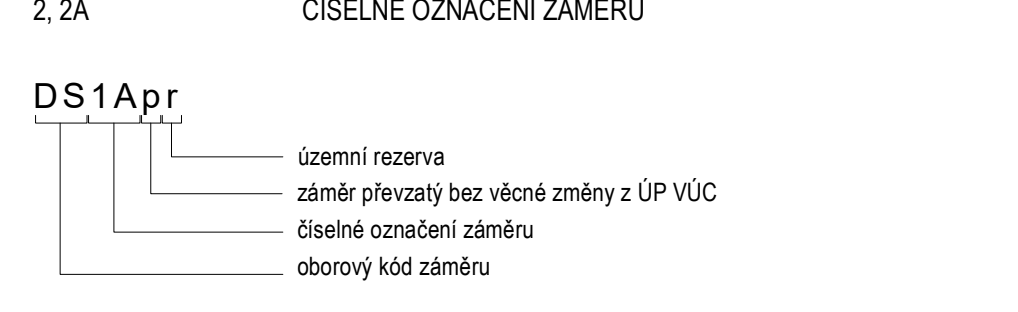 2, 2A ČÍSELNÉ OZNAČENÍ ZÁMĚRU
DS1Apr
územní rezerva
záměr převzatý bez věcné změny z ÚP VÚC
číselné označení záměru
oborový kód záměru